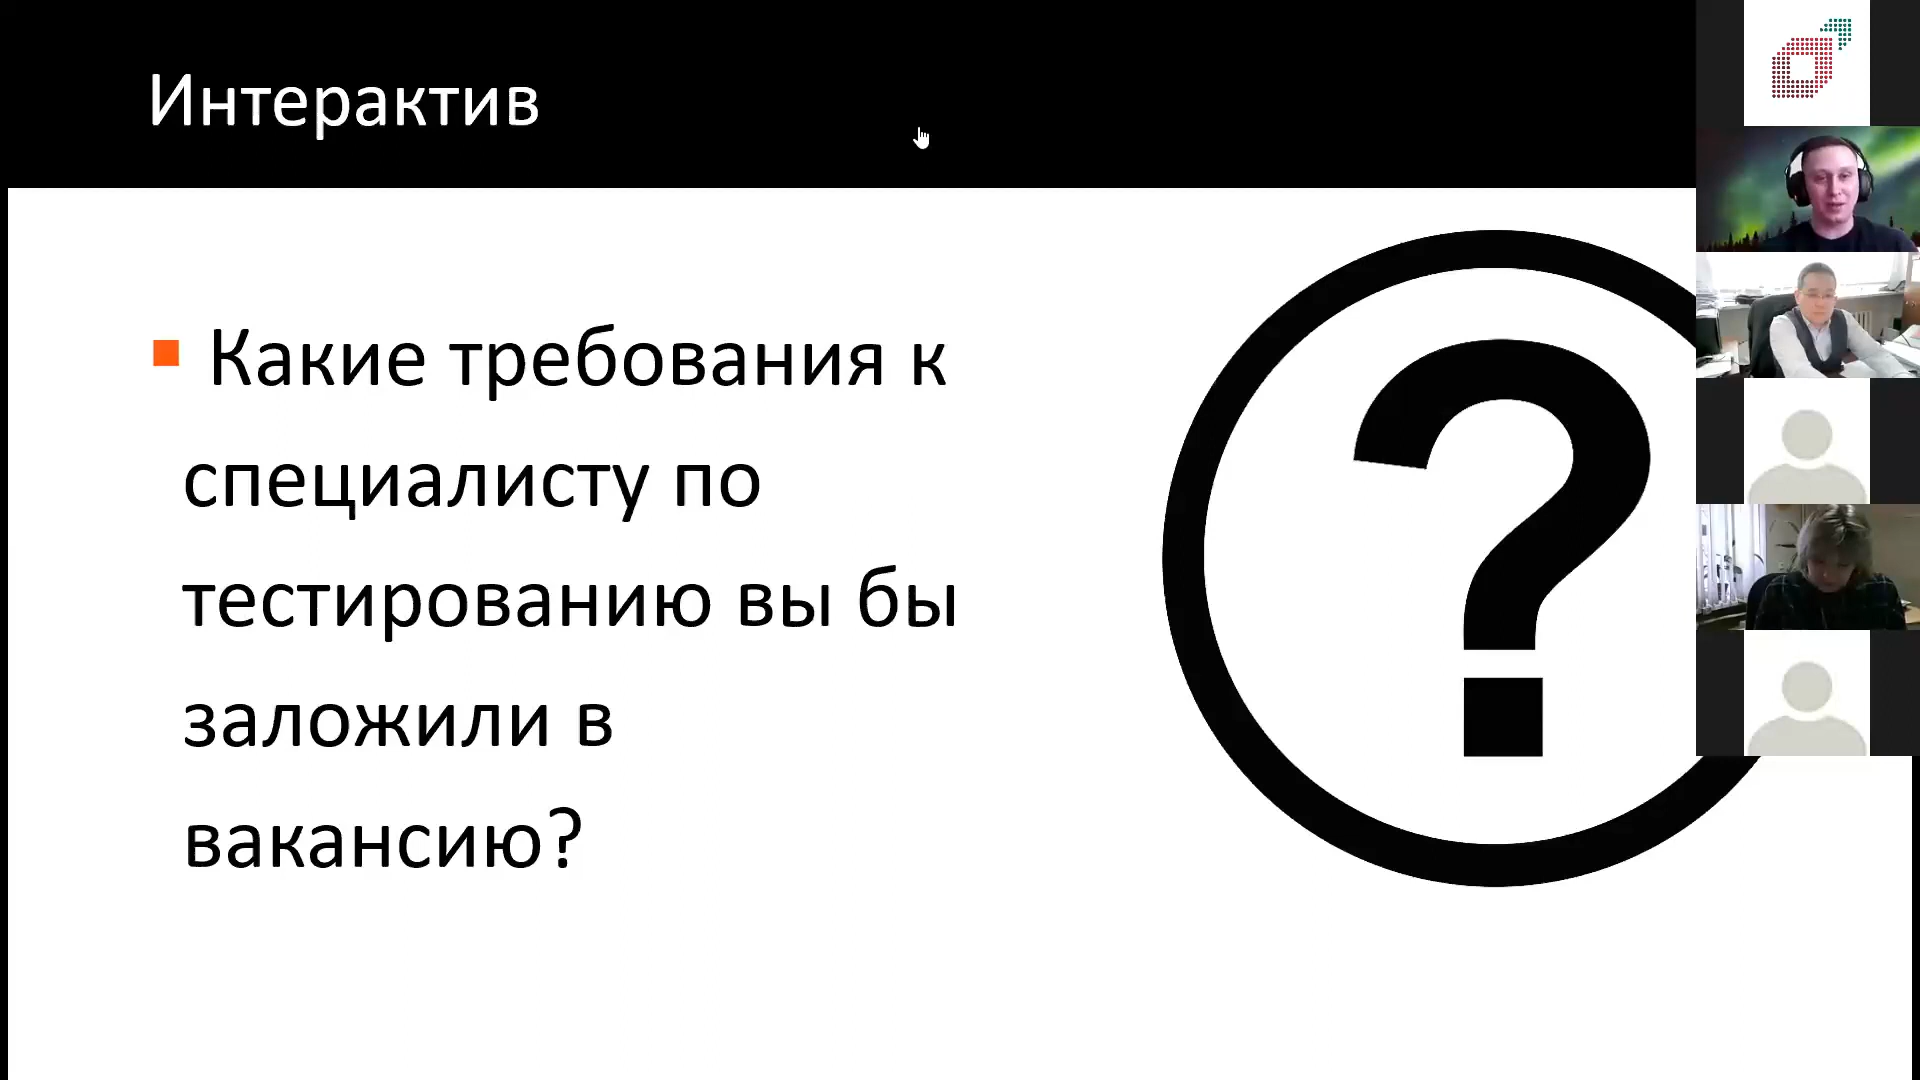 Интерактив
Какие требования к
специалисту по
тестированию вы бы
заложили в
вакансию?